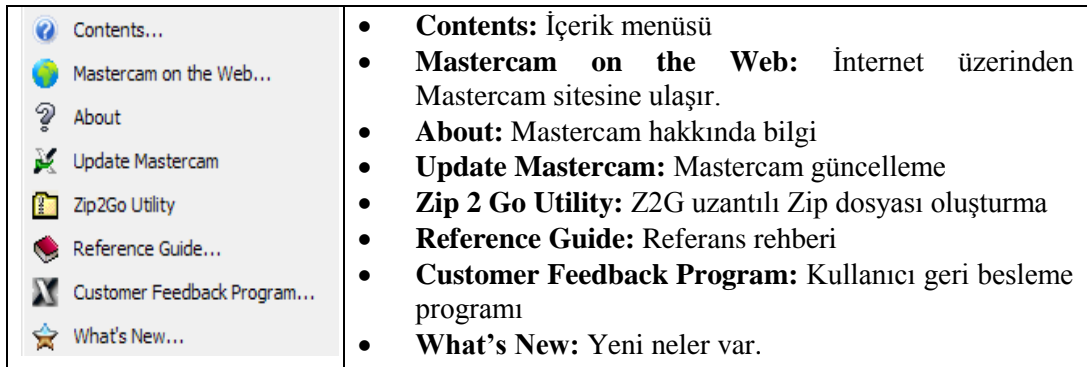 Contents...
Mastercam on the Web...
About
Update Mastercam
Zip2Go Utility
Reference Guide...
Customer Feedback Program...
What's New...
• Contents: İçerik menüsü
• Mastercam on the Web: İnternet üzerinden
Mastercam sitesine ulaşır.
• About: Mastercam hakkında bilgi
• Update Mastercam: Mastercam güncelleme
• Zip 2 Go Utility: Z2G uzantılı Zip dosyası oluşturma
• Reference Guide: Referans rehberi
• Customer Feedback Program: Kullanıcı geri besleme
programı
• What’s New: Yeni neler var.